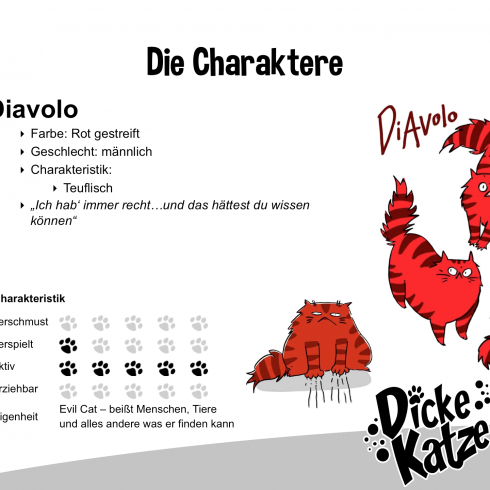 Die Charaktere
Diavolo
Farbe: Rot gestreift
Geschlecht: männlich
Charakteristik:
Teuflisch
„Ich hab‘ immer recht…und das hättest du wissen
können“
DiAvolo
harakteristik
erschmust
erspielt
ktiv
rziehbar
igenheit
Evil Cat – beißt Menschen, Tiere
und alles andere was er finden kann
Dicke
Katze